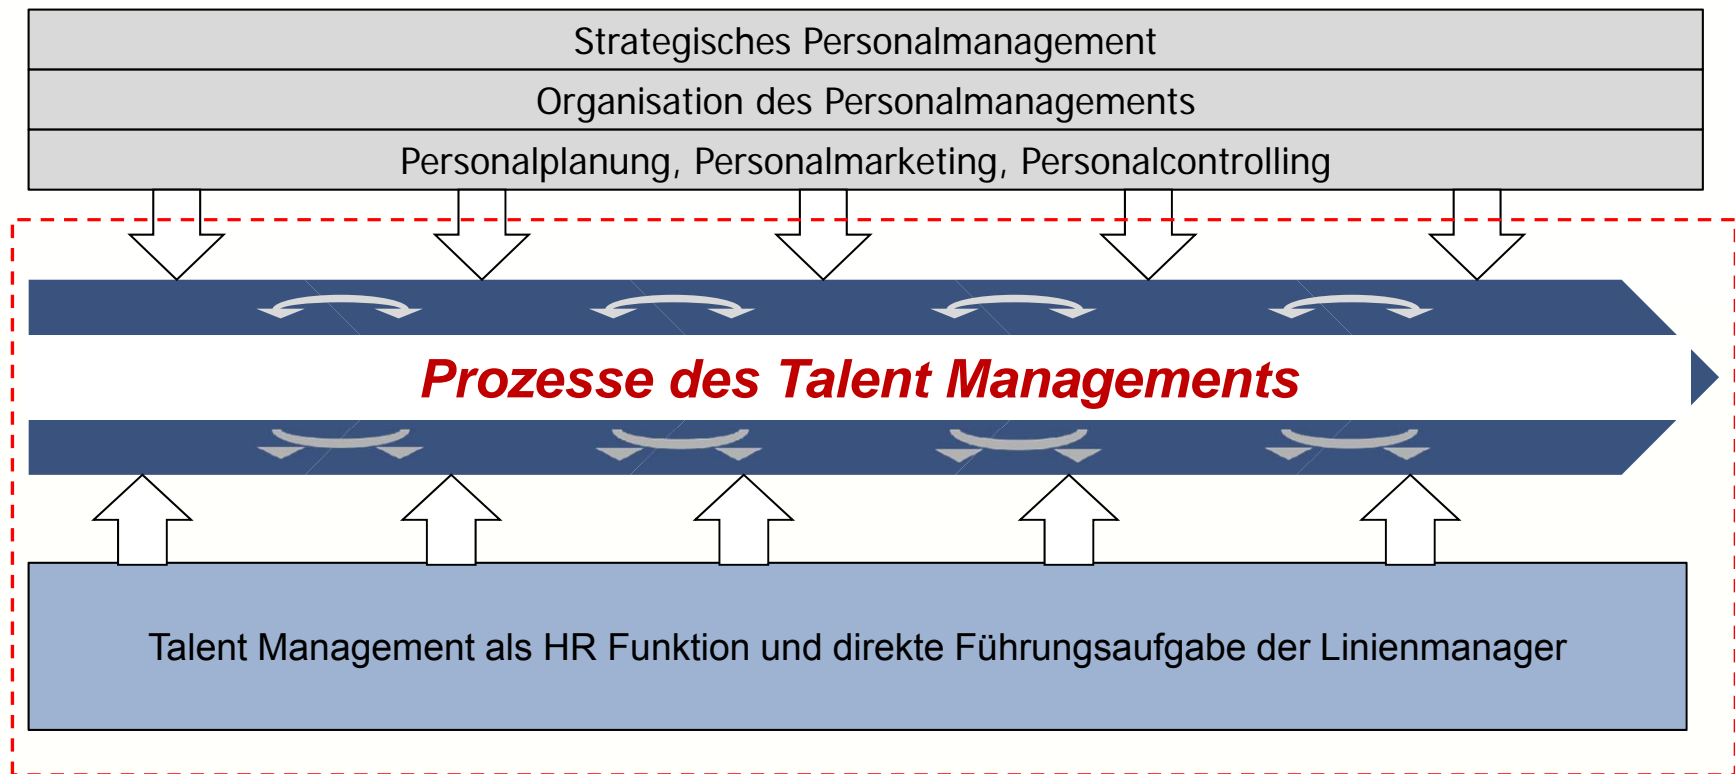 Strategisches Personalmanagement
Organisation des Personalmanagements
Personalplanung, Personalmarketing, Personalcontrolling
Prozesse des Talent Managements
Talent Management als HR Funktion und direkte Führungsaufgabe der Linienmanager